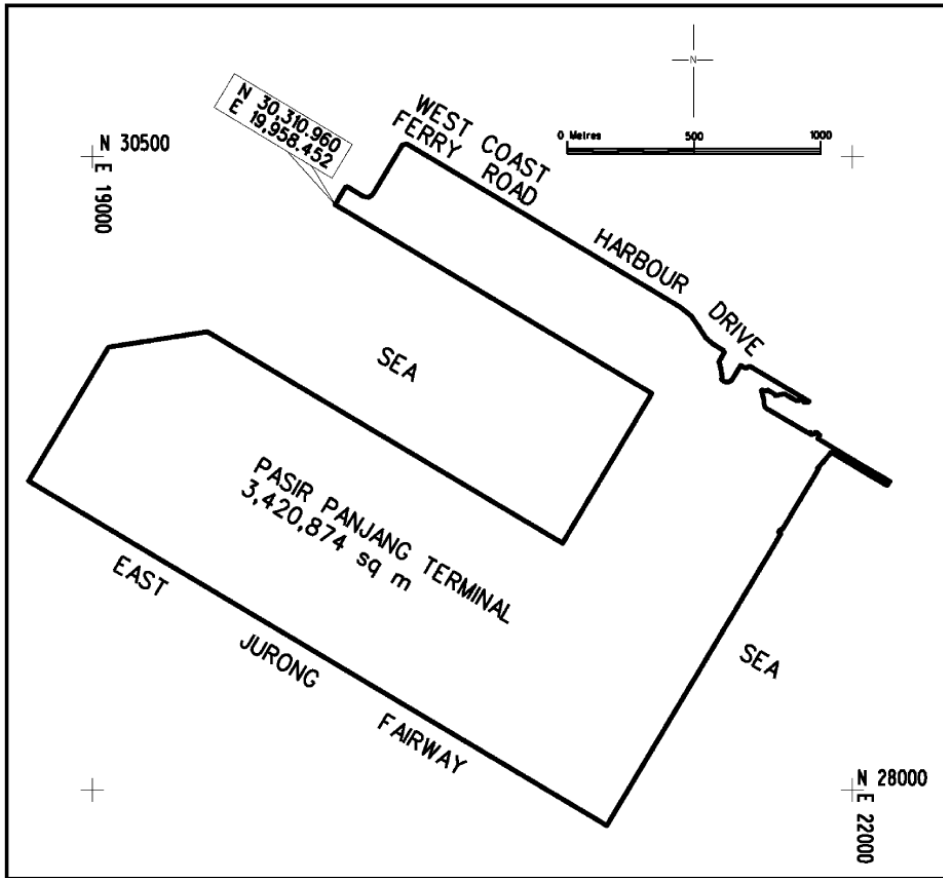 N
0 Metres 500 1000
N 30500
E 19000
N 30,310.960
E 19,958.452
WEST COAST
FERRY ROAD
HARBOUR DRIVE
SEA
PASIR PANJANG TERMINAL
3,420,874 sq m
EAST JURONG FAIRWAY
SEA
N 28000
E 22000